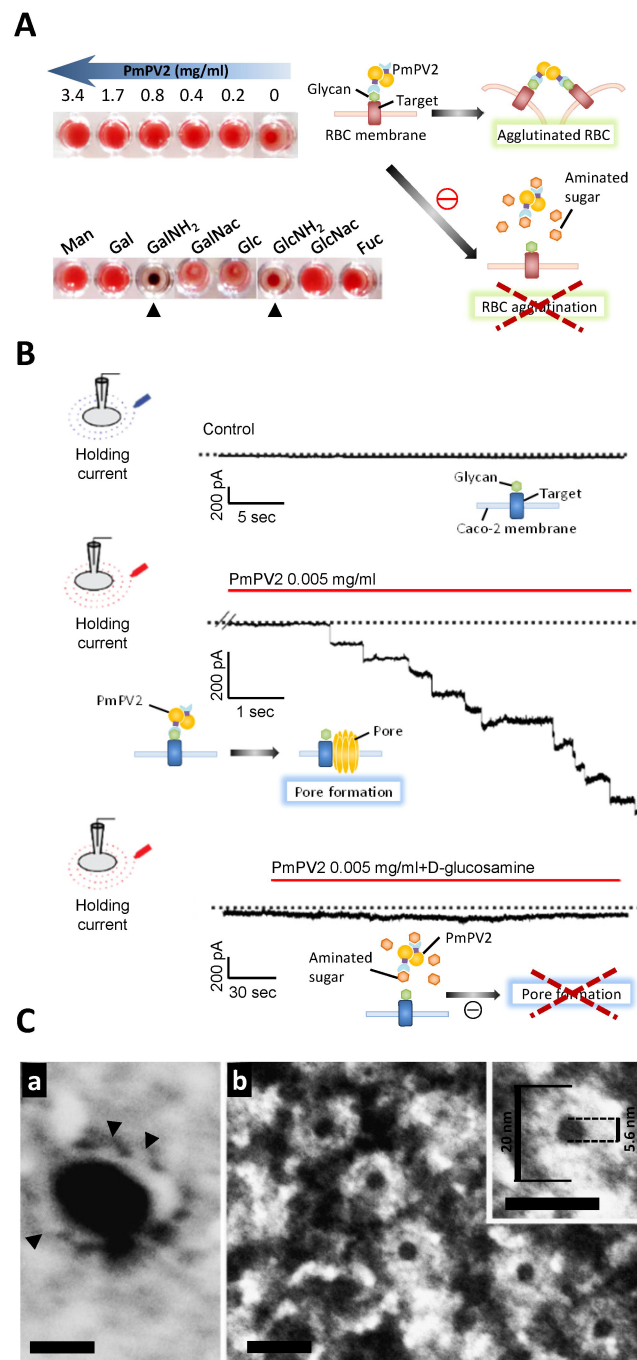 A
PmPV2 (mg/ml)
3.4 1.7 0.8 0.4 0.2 0
PmPV2
Glycan
Target
RBC membrane
Agglutinated RBC
Aminated
sugar
Man Gal GalNH2 GalNac Glc GlcNH2 GlcNac Fuc
RBC agglutination
B
Holding
current
Control
200 pA
5 sec
Glycan
Target
Caco-2 membrane
Holding
current
PmPV2 0.005 mg/ml
200 pA
1 sec
PmPV2
Pore
Pore formation
Holding
current
PmPV2 0.005 mg/ml+D-glucosamine
200 pA
30 sec
Aminated
sugar
PmPV2
Pore formation
C
a
b
20 nm
5.6 nm